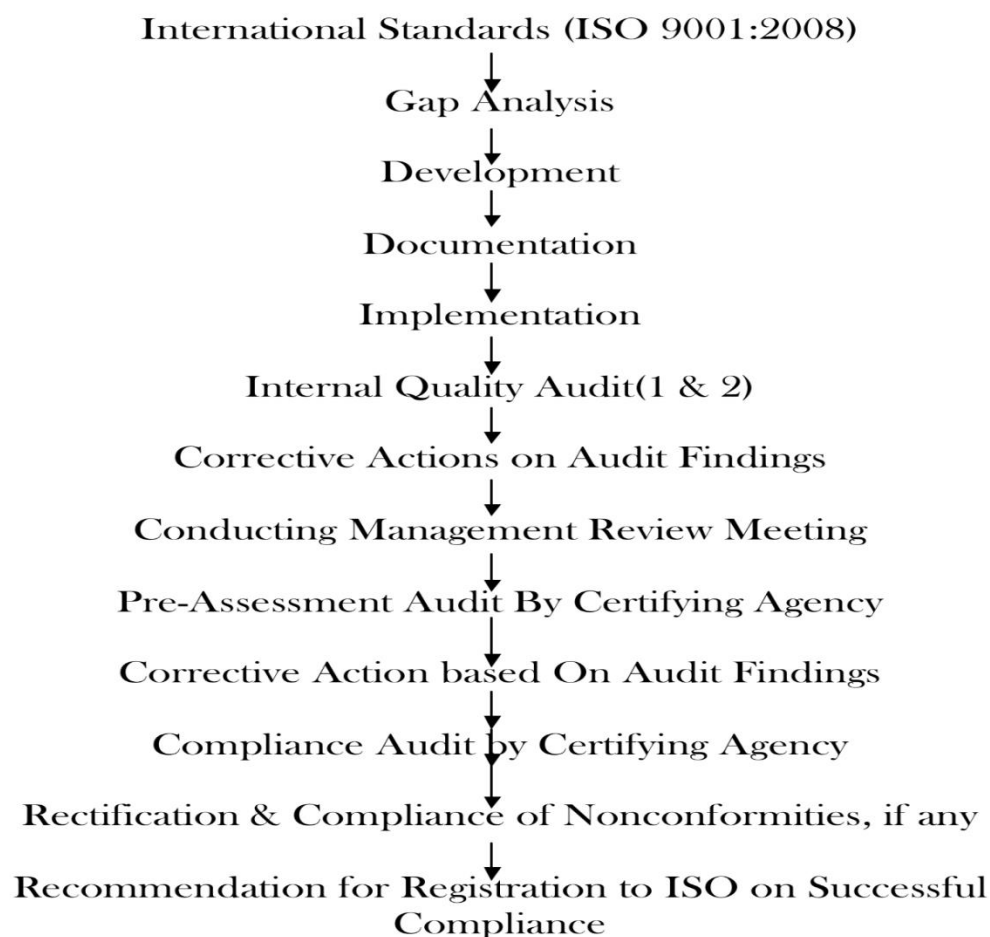 International Standards (ISO 9001:2008)
Gap Analysis
Development
Documentation
Implementation
Internal Quality Audit(1 & 2)
Corrective Actions on Audit Findings
Conducting Management Review Meeting
Pre-Assessment Audit By Certifying Agency
Corrective Action based On Audit Findings
Compliance Audit by Certifying Agency
Rectification & Compliance of Nonconformities, if any
Recommendation for Registration to ISO on Successful
Compliance